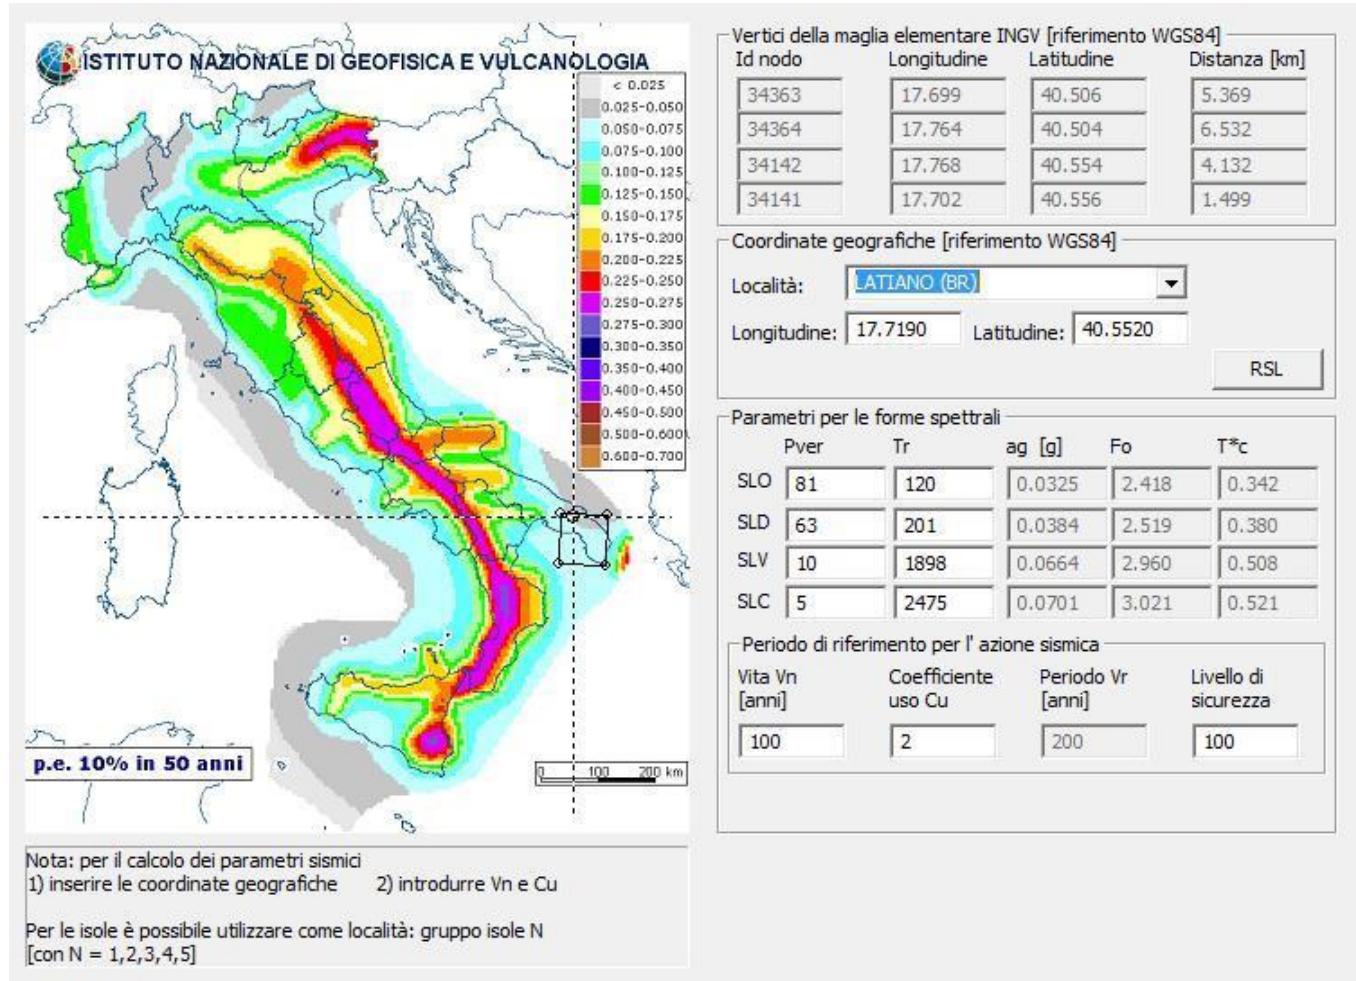 ISTITUTO NAZIONALE DI GEOFISICA E VULCANOLOGIA
< 0.025
0.025-0.050
0.050-0.075
0.075-0.100
0.100-0.125
0.125-0.150
0.150-0.175
0.175-0.200
0.200-0.225
0.225-0.250
0.250-0.275
0.275-0.300
0.300-0.350
0.350-0.400
0.400-0.450
0.450-0.500
0.500-0.600
0.600-0.700
p.e. 10% in 50 anni
0 100 200 km
Nota: per il calcolo dei parametri sismici
1) inserire le coordinate geografiche 2) introdurre Vn e Cu
Per le isole è possibile utilizzare come località: gruppo isole N
[con N = 1,2,3,4,5]
Vertici della maglia elementare INGV [riferimento WGS84]
Id nodo Longitudine Latitudine Distanza [km]
34363 17.699 40.506 5.369
34364 17.764 40.504 6.532
34142 17.768 40.554 4.132
34141 17.702 40.556 1.499
Coordinate geografiche [riferimento WGS84]
Località: LATIANO (BR)
Longitudine: 17.7190 Latitudine: 40.5520
RSL
Parametri per le forme spettrali
Pver Tr ag [g] Fo T*c
SLO 81 120 0.0325 2.418 0.342
SLD 63 201 0.0384 2.519 0.380
SLV 10 1898 0.0664 2.960 0.508
SLC 5 2475 0.0701 3.021 0.521
Periodo di riferimento per l' azione sismica
Vita Vn Coefficiente Periodo Vr Livello di
[anni] uso Cu [anni] sicurezza
100 2 200 100